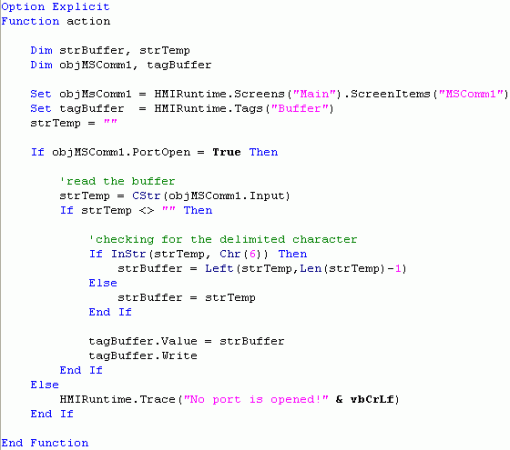 Option Explicit
Function action
Dim strBuffer, strTemp
Dim objMSComm1, tagBuffer
Set objMsComm1 = HMIRuntime.Screens("Main").ScreenItems("MSComm1")
Set tagBuffer  = HMIRuntime.Tags("Buffer")
strTemp = ""
If objMSComm1.PortOpen = True Then
'read the buffer
strTemp = CStr(objMSComm1.Input)
If strTemp <> "" Then
'checking for the delimited character
If InStr(strTemp, Chr(6)) Then
strBuffer = Left(strTemp,Len(strTemp)-1)
Else
strBuffer = strTemp
End If
tagBuffer.Value = strBuffer
tagBuffer.Write
End If
Else
HMIRuntime.Trace("No port is opened!" & vbCrLf)
End If
End Function